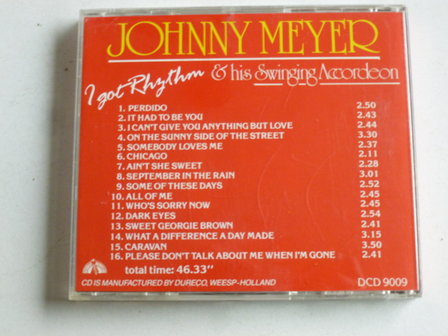 JOHNNY MEYER
I got Rhythm & his Swinging Accordeon
1. PERDIDO 2.50
2. IT HAD TO BE YOU 2.43
3. I CAN'T GIVE YOU ANYTHING BUT LOVE 2.44
4. ON THE SUNNY SIDE OF THE STREET 3.30
5. SOMEBODY LOVES ME 2.37
6. CHICAGO 2.11
7. AIN'T SHE SWEET 2.28
8. SEPTEMBER IN THE RAIN 3.01
9. SOME OF THESE DAYS 2.52
10. ALL OF ME 2.45
11. WHO'S SORRY NOW 2.45
12. DARK EYES 2.54
13. SWEET GEORGIE BROWN 2.41
14. WHAT A DIFFERENCE A DAY MADE 3.15
15. CARAVAN 3.50
16. PLEASE DON'T TALK ABOUT ME WHEN I'M GONE 2.41
total time: 46.33"
CD IS MANUFACTURED BY DURECO, WEESP-HOLLAND DCD 9009